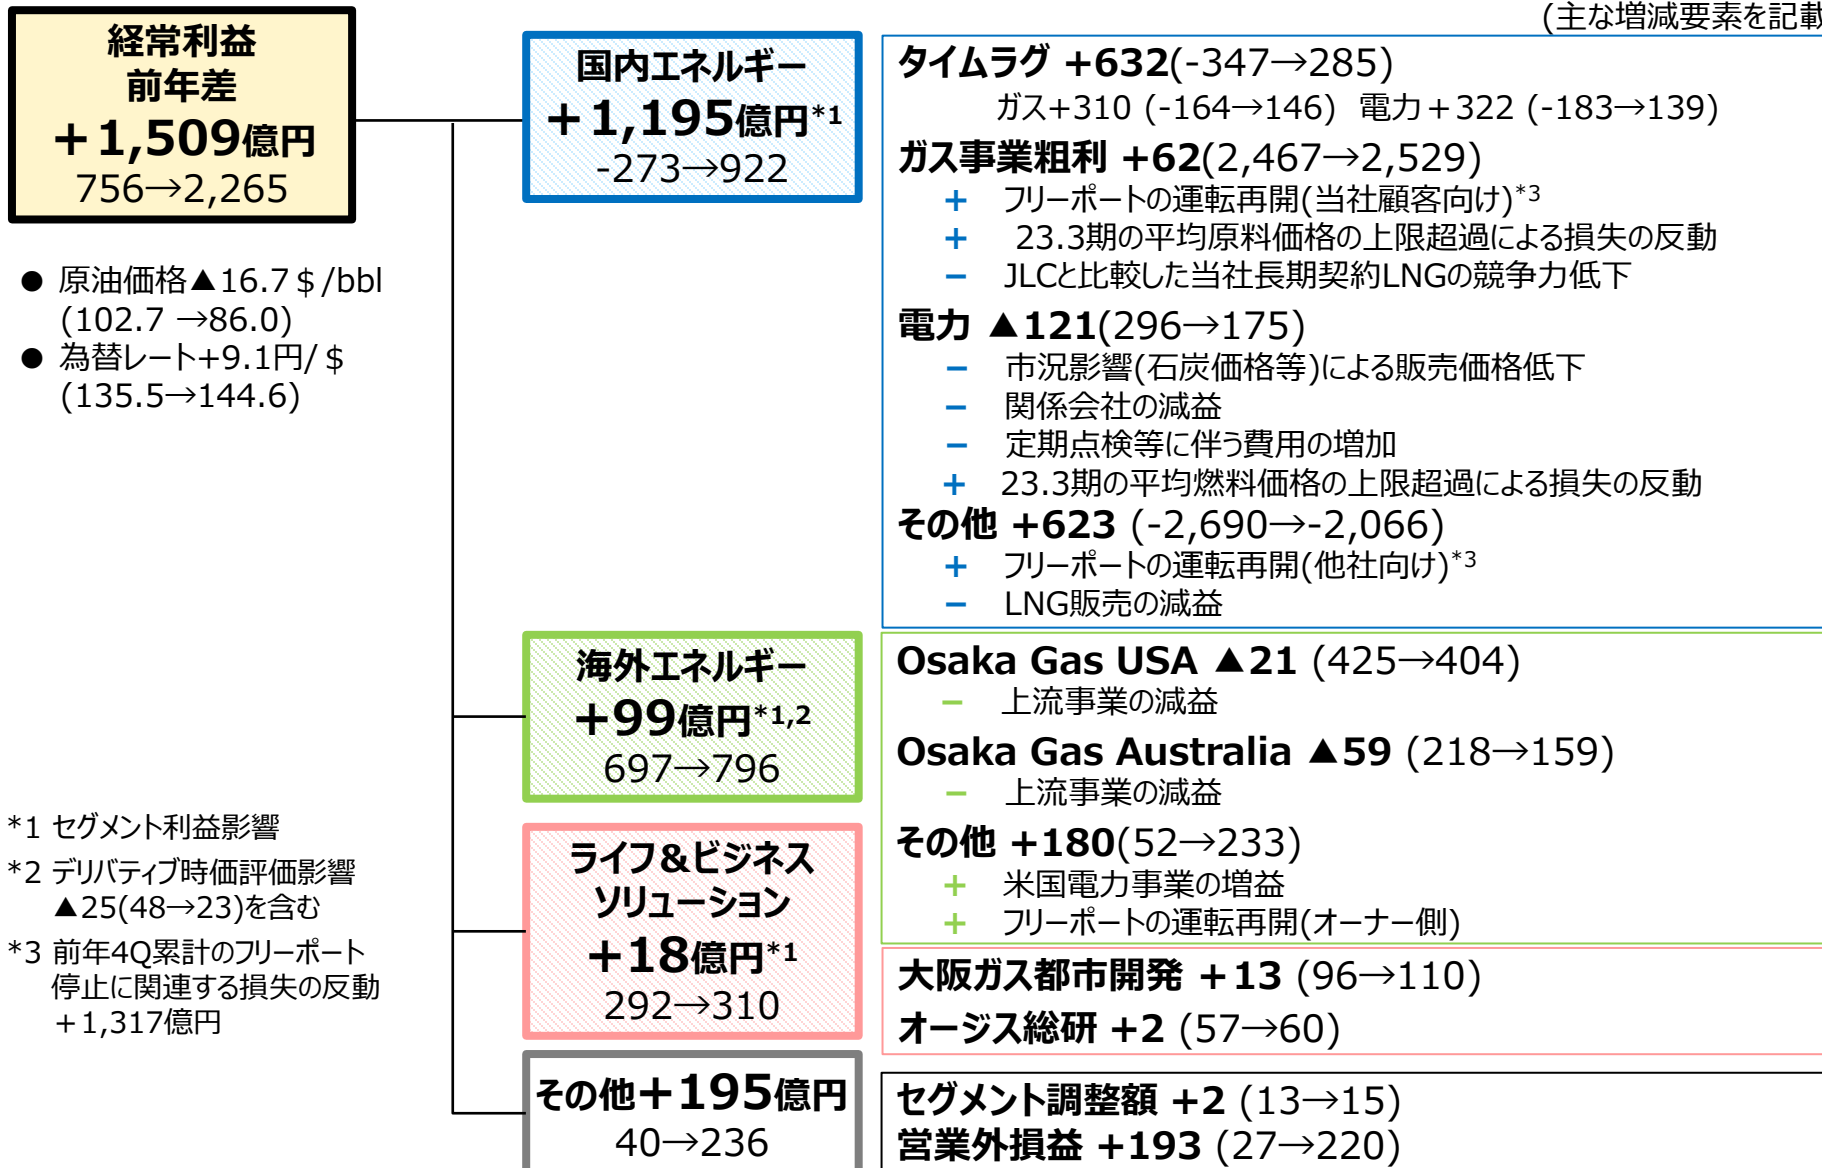 (主な増減要素を記載
経常利益
前年差
+1,509億円
756→2,265
● 原油価格▲16.7＄/bbl
(102.7 →86.0)
● 為替レート+9.1円/＄
(135.5→144.6)
*1 セグメント利益影響
*2 デリバティブ時価評価影響
▲25(48→23)を含む
*3 前年4Q累計のフリーポート
停止に関連する損失の反動
＋1,317億円
国内エネルギー
+1,195億円*1
-273→922
タイムラグ +632(-347→285)
ガス+310 (-164→146) 電力＋322 (-183→139)
ガス事業粗利 +62(2,467→2,529)
+ フリーポートの運転再開(当社顧客向け)*3
+ 23.3期の平均原料価格の上限超過による損失の反動
− JLCと比較した当社長期契約LNGの競争力低下
電力 ▲121(296→175)
− 市況影響(石炭価格等)による販売価格低下
− 関係会社の減益
− 定期点検等に伴う費用の増加
+ 23.3期の平均燃料価格の上限超過による損失の反動
その他 +623 (-2,690→-2,066)
+ フリーポートの運転再開(他社向け)*3
− LNG販売の減益
海外エネルギー
+99億円*1,2
697→796
Osaka Gas USA ▲21 (425→404)
− 上流事業の減益
Osaka Gas Australia ▲59 (218→159)
− 上流事業の減益
その他 +180(52→233)
+ 米国電力事業の増益
+ フリーポートの運転再開(オーナー側)
ライフ&ビジネス
ソリューション
+18億円*1
292→310
大阪ガス都市開発 +13 (96→110)
オージス総研 +2 (57→60)
その他+195億円
40→236
セグメント調整額 +2 (13→15)
営業外損益 +193 (27→220)